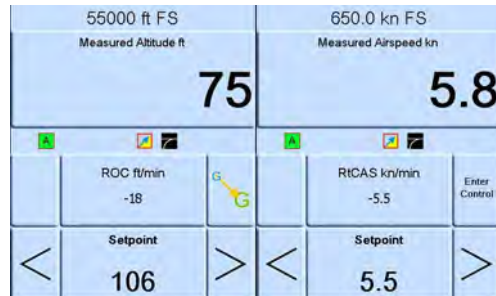 55000 ft FS
650.0 kn FS
Measured Altitude ft
Measured Airspeed kn
75
5.8
A
A
ROC ft/min
-18
G
G
RtCAS kn/min
-5.5
Enter
Control
Setpoint
Setpoint
<
106
>
<
5.5
>